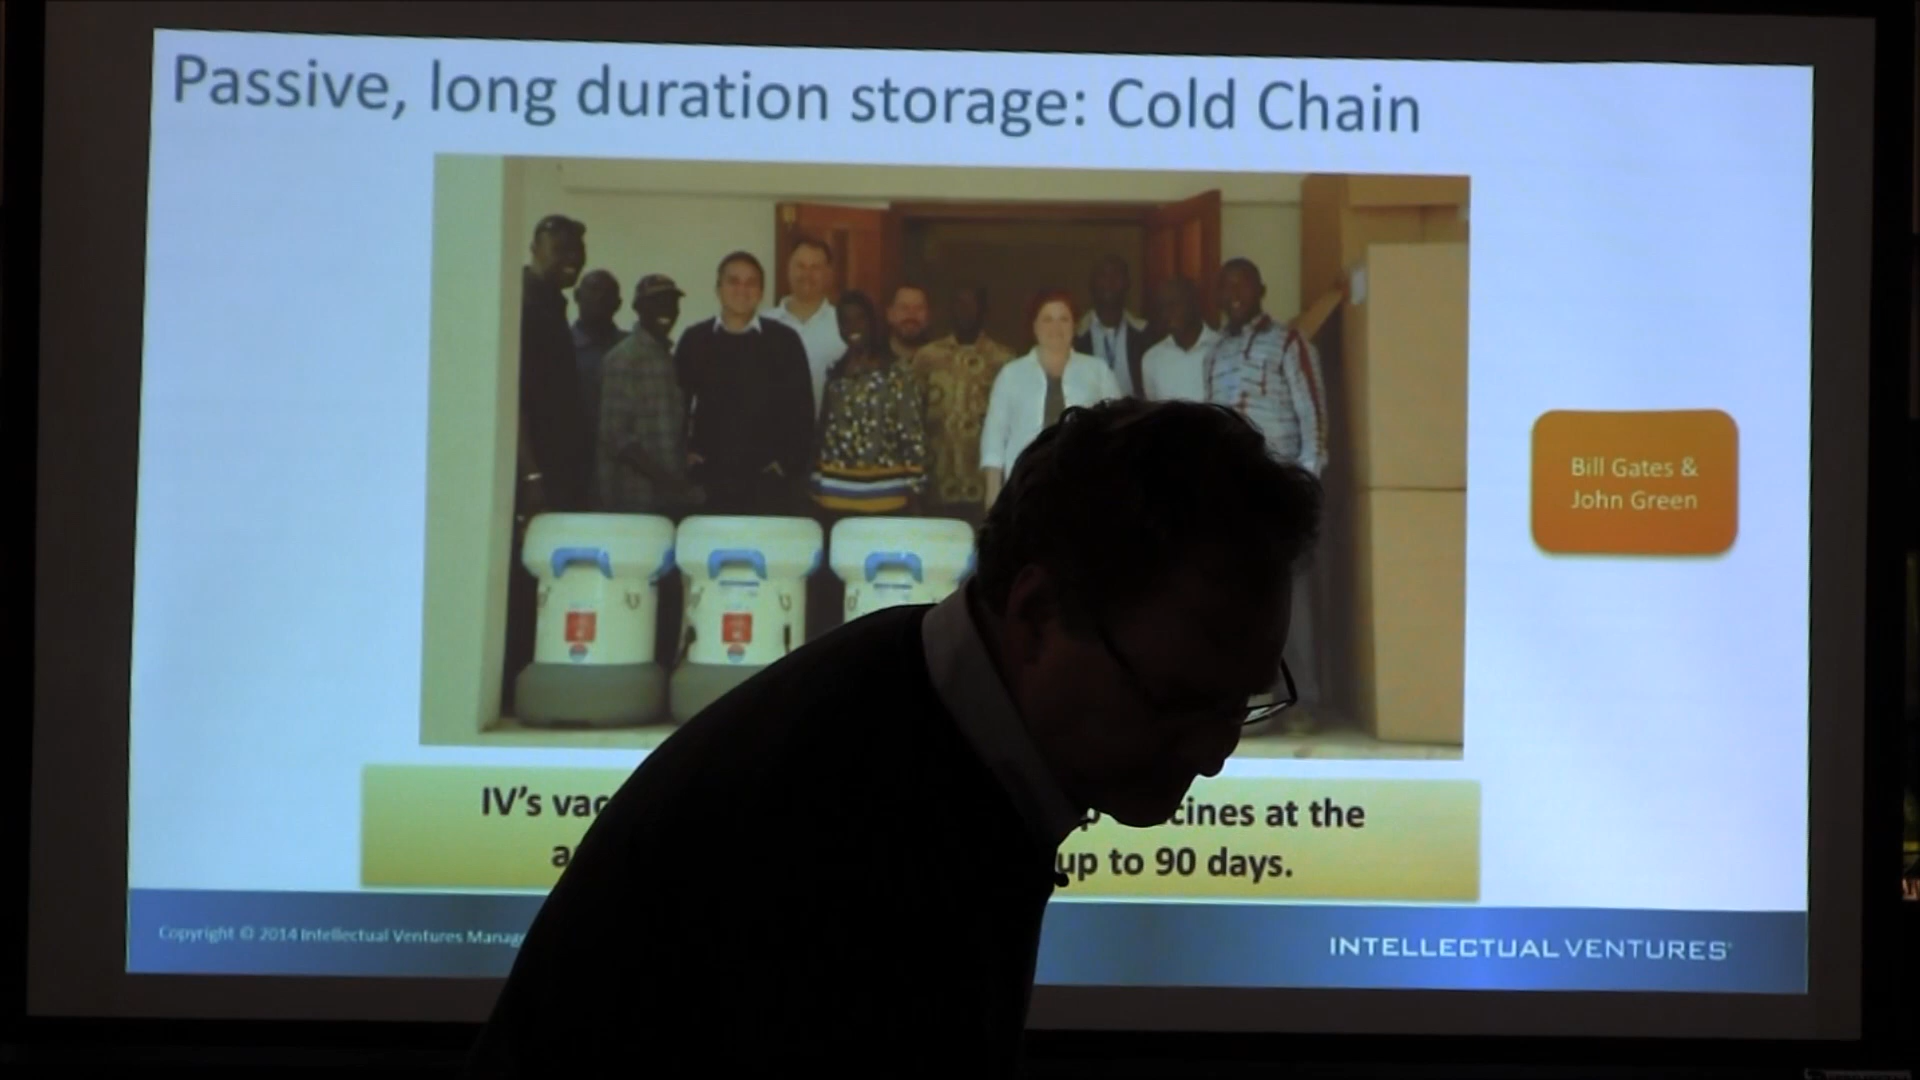 Passive, long duration storage: Cold Chain
Bill Gates &
John Green
IV's vac cines at the
up to 90 days.
Copyright © 2014 Intellectual Ventures Manag
INTELLECTUAL VENTURES®